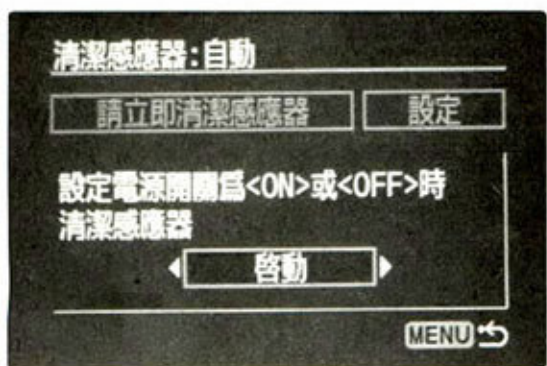 清潔感應器:自動
請立即清潔感應器 設定
設定電源開關爲<ON>或<OFF>時
清潔感應器
啓動
MENU